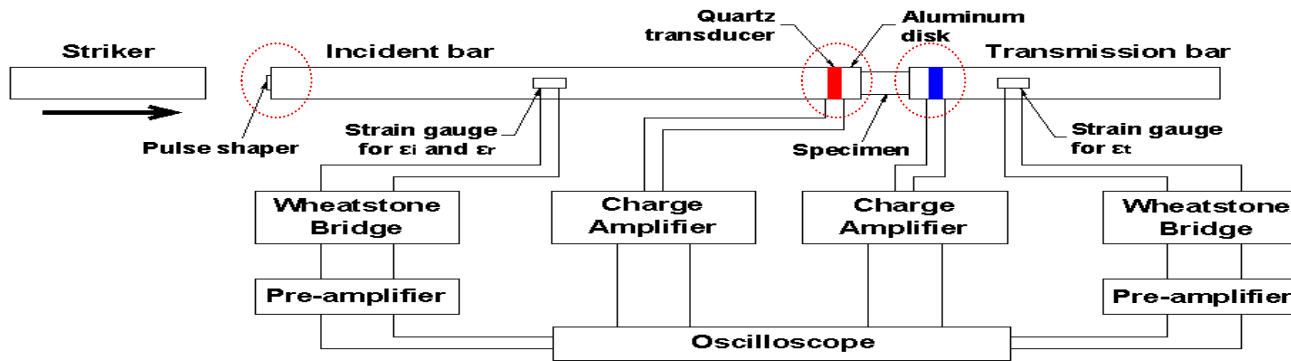 Striker
Incident bar
Quartz
transducer
Aluminum
disk
Transmission bar
Pulse shaper
Strain gauge
for εi and εr
Specimen
Strain gauge
for εt
Wheatstone
Bridge
Charge
Amplifier
Charge
Amplifier
Wheatstone
Bridge
Pre-amplifier
Pre-amplifier
Oscilloscope